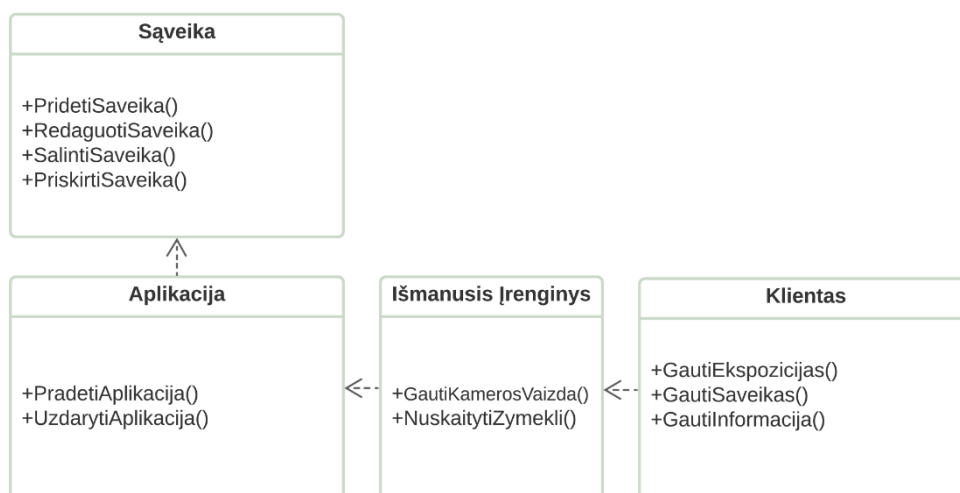 Sąveika
+PridetiSaveika()
+RedaguotiSaveika()
+SalintiSaveika()
+PriskirtiSaveika()
Aplikacija
+PradetiAplikacija()
+UzdarytiAplikacija()
Išmanusis Įrenginys
+GautiKamerosVaizda()
+NuskaitytiZymekli()
Klientas
+GautiEkspozicijas()
+GautiSaveikas()
+GautiInformacija()